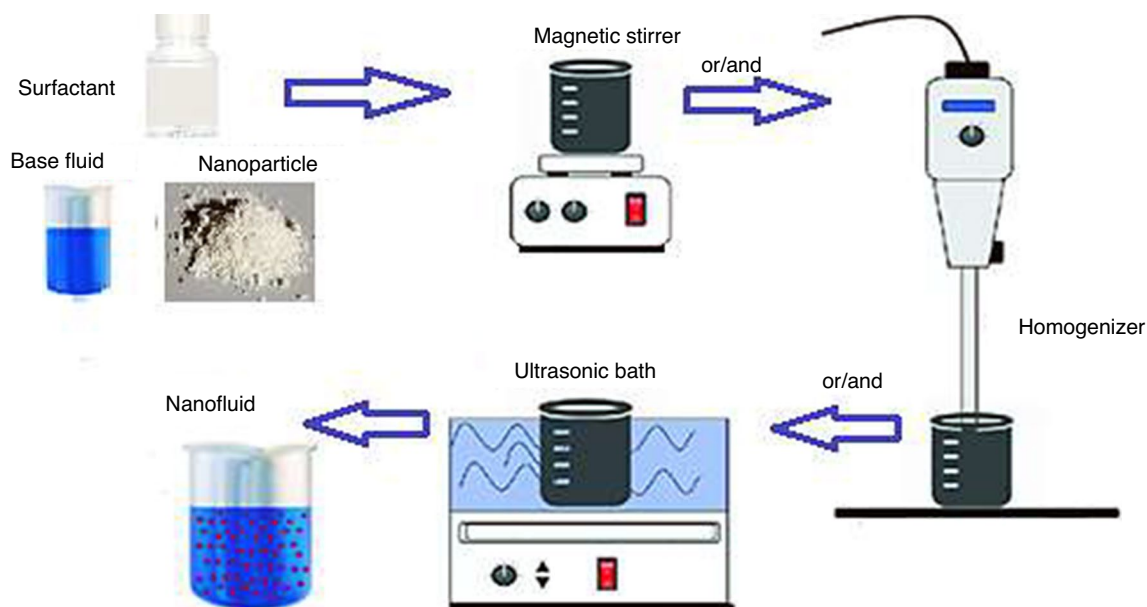 Magnetic stirrer
or/and
Surfactant
Base fluid
Nanoparticle
Homogenizer
or/and
Ultrasonic bath
Nanofluid